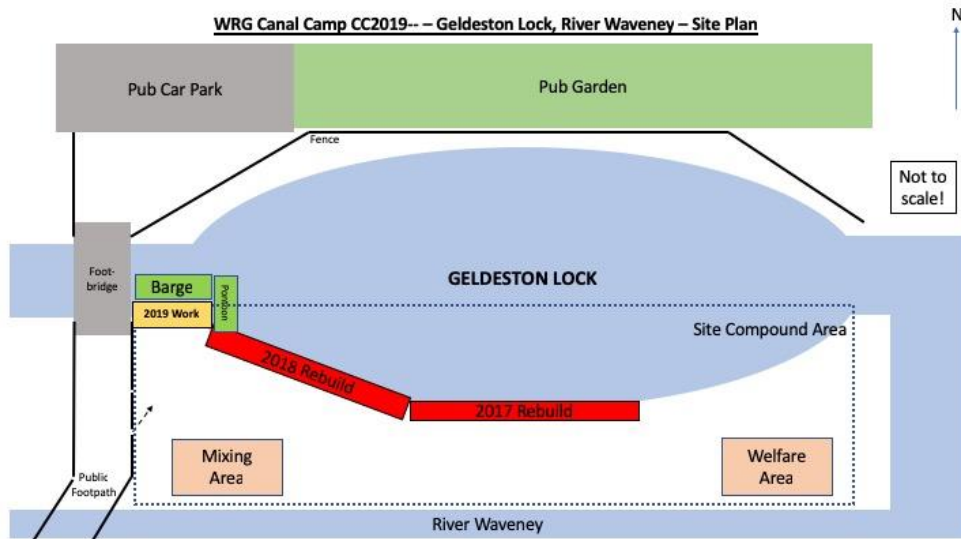 WRG Canal Camp CC2019-- – Geldeston Lock, River Waveney – Site Plan
N
Pub Car Park
Pub Garden
Fence
Not to
scale!
Foot-
bridge
Barge
Pontoon
GELDESTON LOCK
2019 Work
Site Compound Area
2018 Rebuild
2017 Rebuild
Mixing
Area
Welfare
Area
Public
Footpath
River Waveney